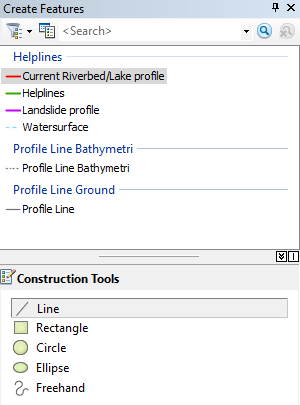 Create Features
<Search>
Helplines
Current Riverbed/Lake profile
Helplines
Landslide profile
Watersurface
Profile Line Bathymetri
Profile Line Bathymetri
Profile Line Ground
Profile Line
Construction Tools
Line
Rectangle
Circle
Ellipse
Freehand